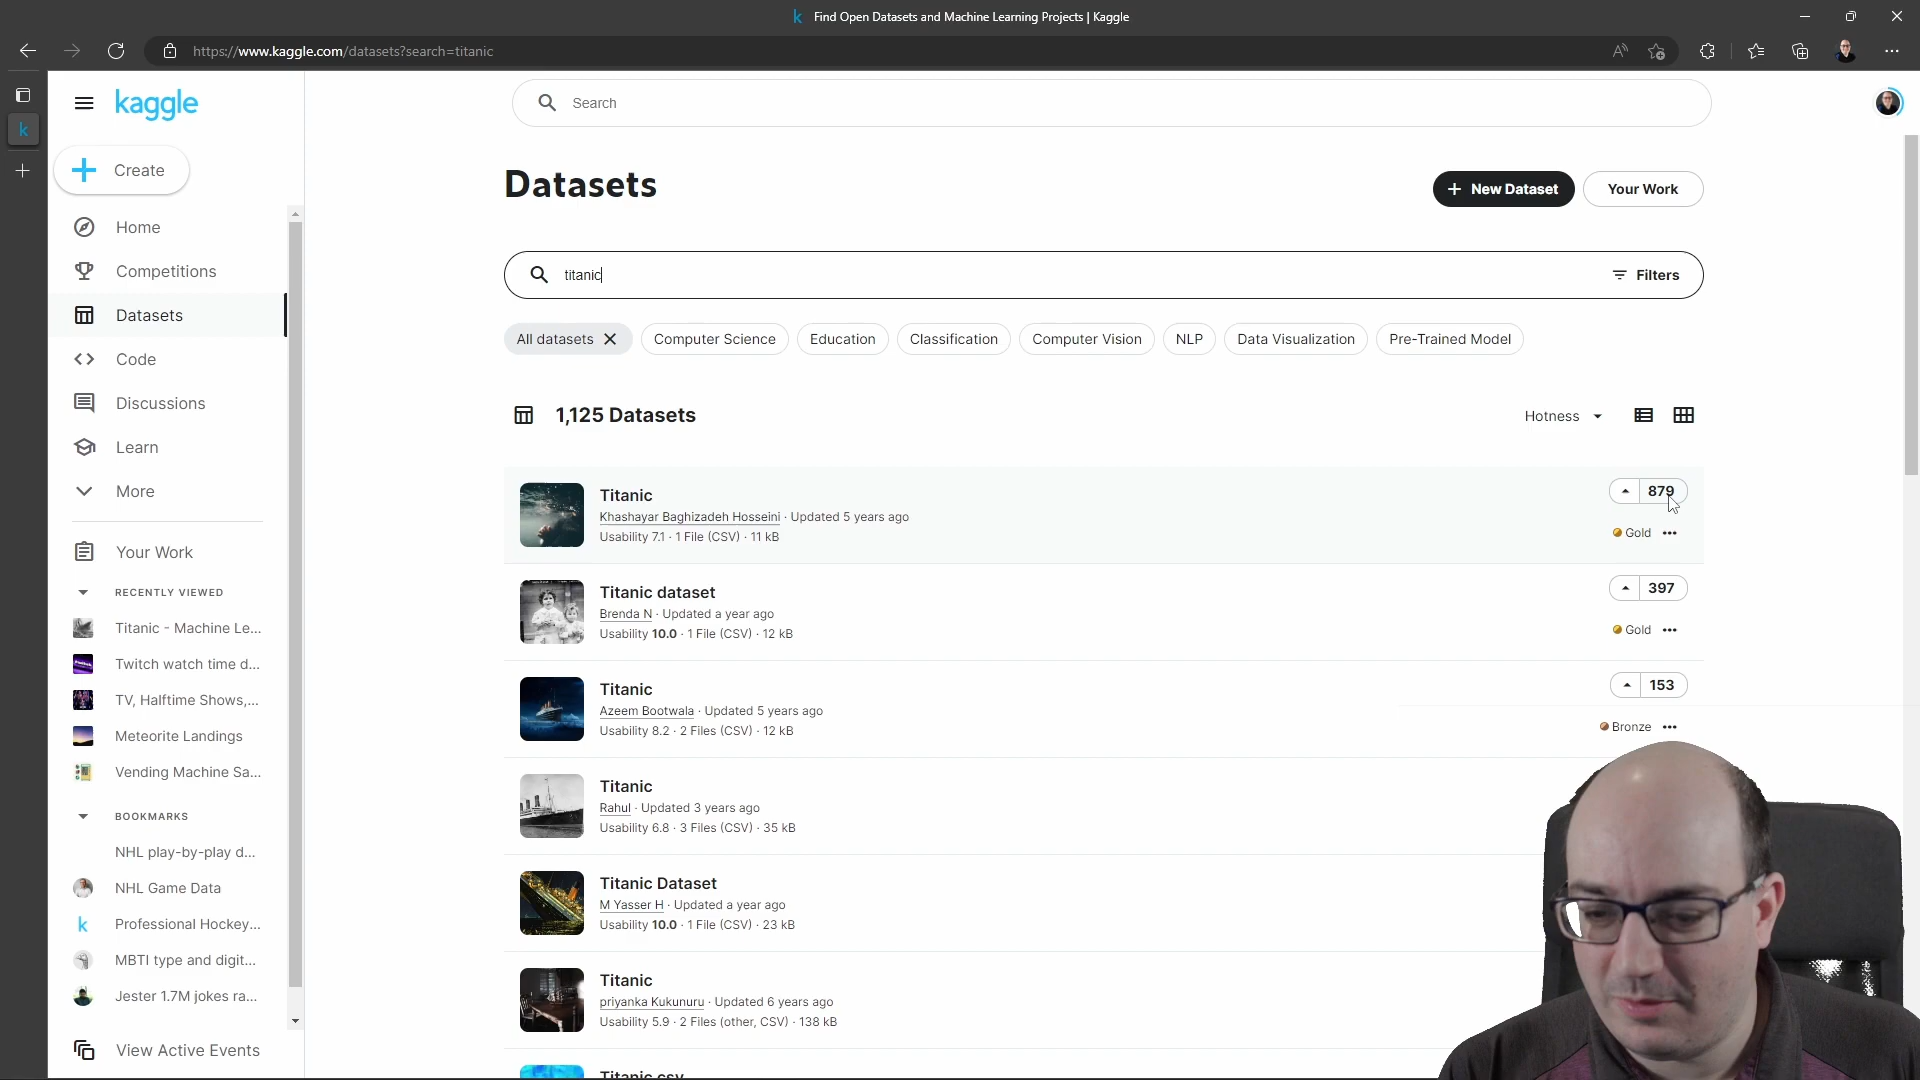 Find Open Datasets and Machine Learning Projects | Kaggle
https://www.kaggle.com/datasets?search=titanic
kaggle
Search
Create
Home
Competitions
Datasets
Code
Discussions
Learn
More
Your Work
RECENTLY VIEWED
Titanic - Machine Le...
Twitch watch time d...
TV, Halftime Shows,...
Meteorite Landings
Vending Machine Sa...
BOOKMARKS
NHL play-by-play d...
NHL Game Data
Professional Hockey...
MBTI type and digit...
Jester 1.7M jokes ra...
View Active Events
Datasets
+ New Dataset
Your Work
titanic
Filters
All datasets
Computer Science
Education
Classification
Computer Vision
NLP
Data Visualization
Pre-Trained Model
1,125 Datasets
Hotness
Titanic
Khashayar Baghizadeh Hosseini · Updated 5 years ago
Usability 7.1 · 1 File (CSV) · 11 kB
879
Gold
Titanic dataset
Brenda N · Updated a year ago
Usability 10.0 · 1 File (CSV) · 12 kB
397
Gold
Titanic
Azeem Bootwala · Updated 5 years ago
Usability 8.2 · 2 Files (CSV) · 12 kB
153
Bronze
Titanic
Rahul · Updated 3 years ago
Usability 6.8 · 3 Files (CSV) · 35 kB
Titanic Dataset
M Yasser H · Updated a year ago
Usability 10.0 · 1 File (CSV) · 23 kB
Titanic
priyanka Kukunuru · Updated 6 years ago
Usability 5.9 · 2 Files (other, CSV) · 138 kB
Titanic csv